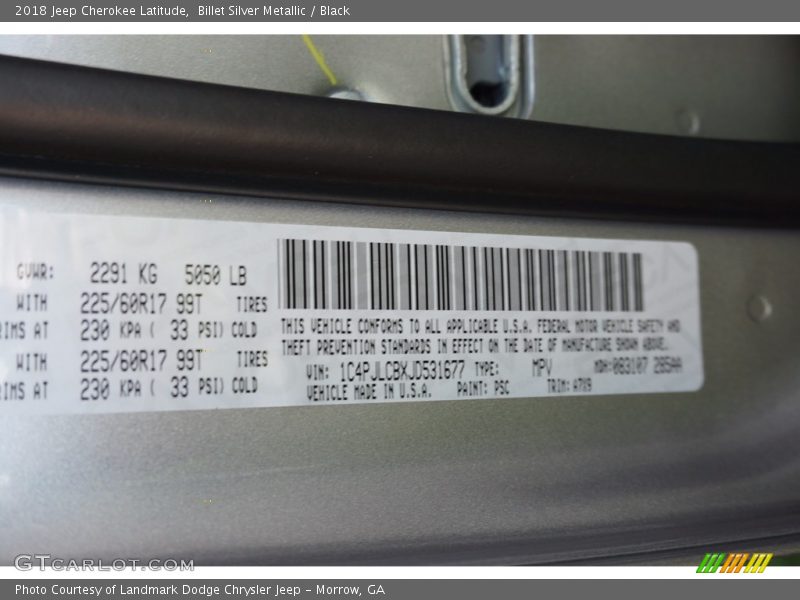 2018 Jeep Cherokee Latitude, Billet Silver Metallic / Black
GVWR: 2291 KG 5050 LB
WITH 225/60R17 99T TIRES
RIMS AT 230 KPA ( 33 PSI) COLD
WITH 225/60R17 99T TIRES
RIMS AT 230 KPA ( 33 PSI) COLD
THIS VEHICLE CONFORMS TO ALL APPLICABLE U.S.A. FEDERAL MOTOR VEHICLE SAFETY AND
THEFT PREVENTION STANDARDS IN EFFECT ON THE DATE OF MANUFACTURE SHOWN ABOVE.
VIN: 1C4PJLCBXJD531677 TYPE: MPV MDH:
VEHICLE MADE IN U.S.A. PAINT: PSC TRIM:
GTCARLOT.COM
Photo Courtesy of Landmark Dodge Chrysler Jeep – Morrow, GA